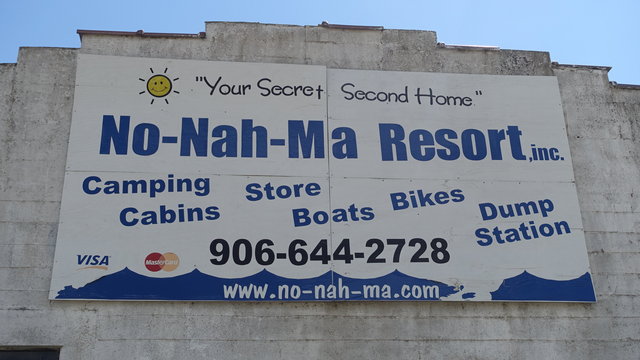 "Your Secret Second Home"
No-Nah-Ma Resort, inc.
Camping Store Bikes Dump
Cabins Boats Station
906-644-2728
VISA MasterCard
www.no-nah-ma.com